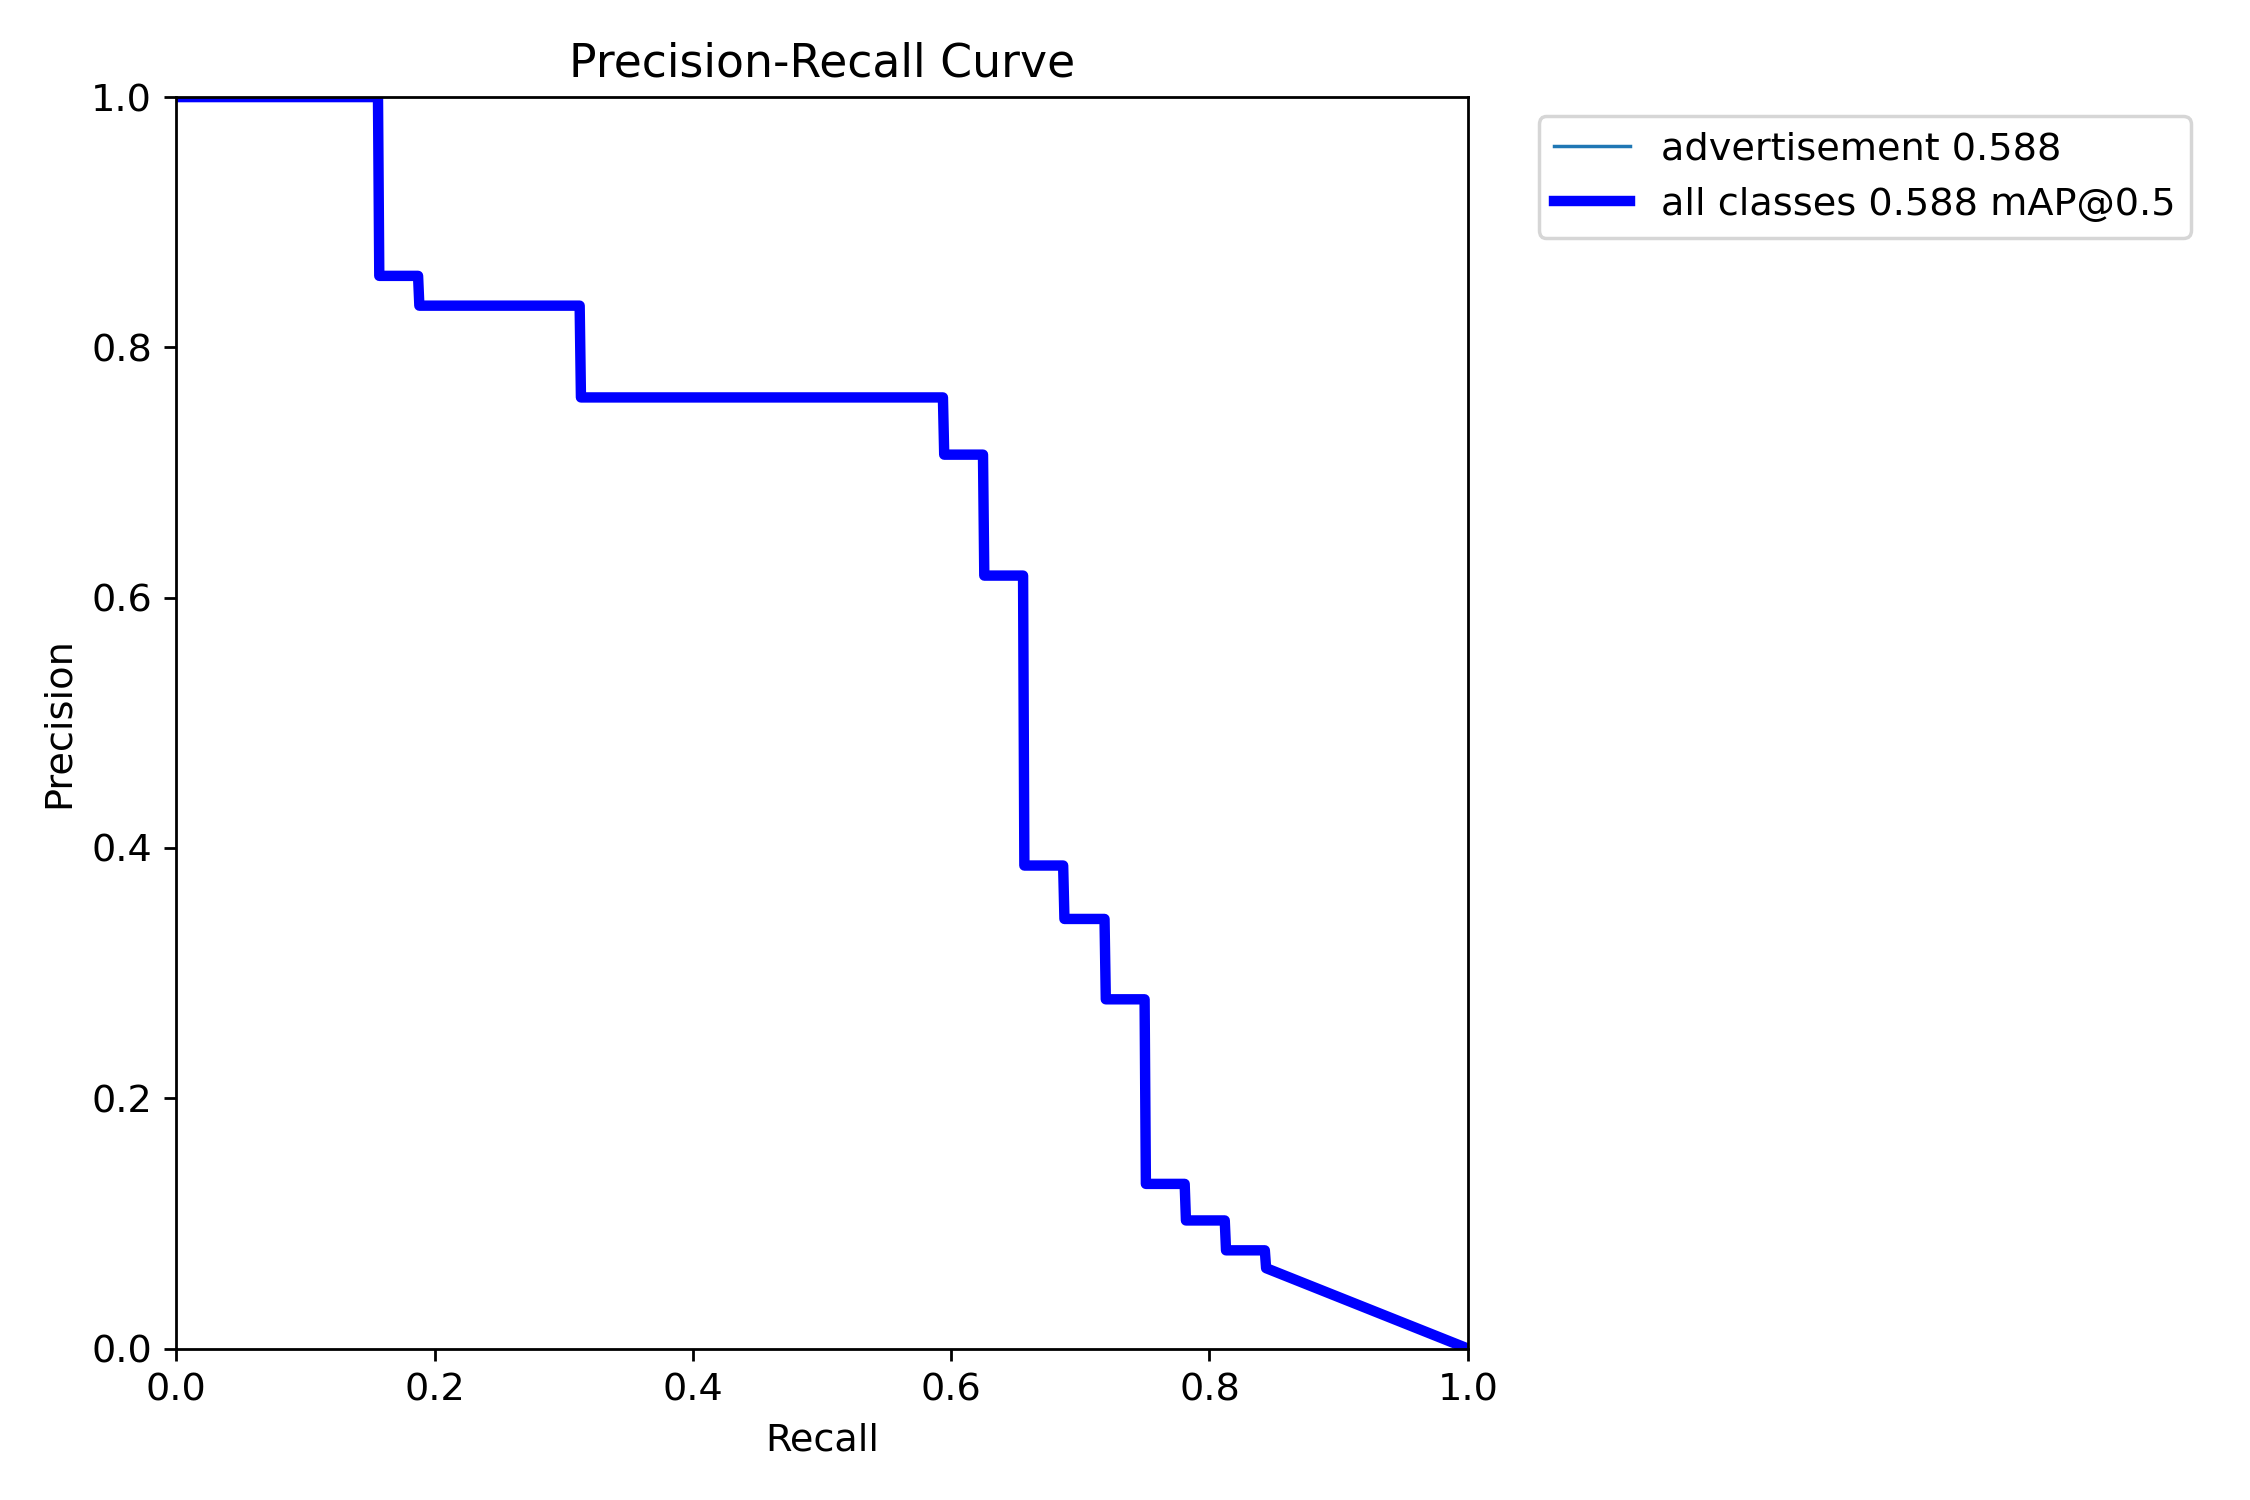 Precision-Recall Curve
advertisement 0.588
all classes 0.588 mAP@0.5
Precision
1.0
0.8
0.6
0.4
0.2
0.0
0.0 0.2 0.4 0.6 0.8 1.0
Recall